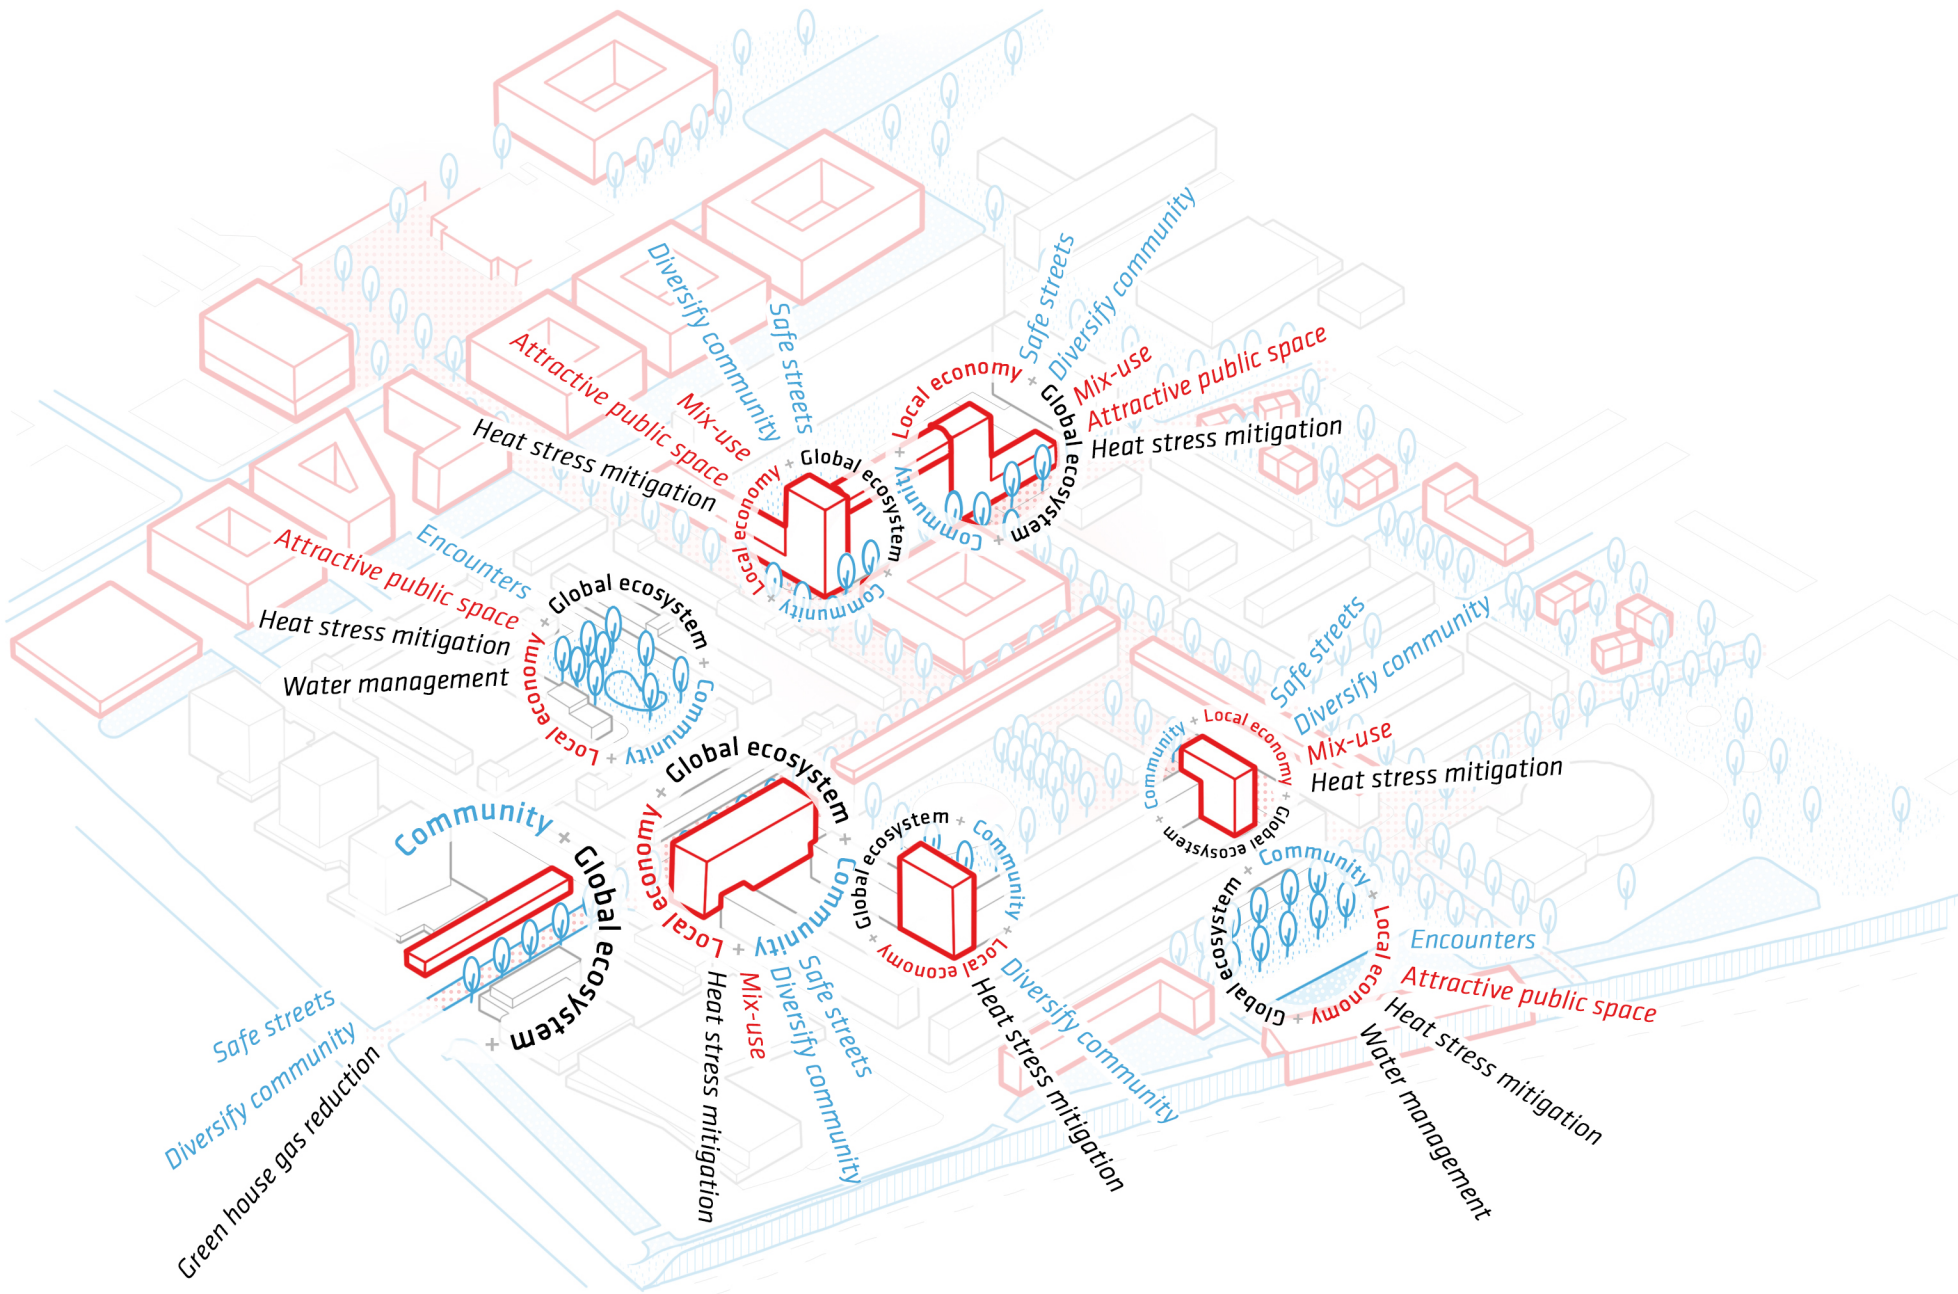 Diversify community
Safe streets
Attractive public space
Mix-use
Heat stress mitigation
Global ecosystem
Local economy
Community
Safe streets
Diversify community
Mix-use
Attractive public space
Heat stress mitigation
Local economy
Global ecosystem
Community
Encounters
Attractive public space
Heat stress mitigation
Water management
Global ecosystem
Local economy
Community
Safe streets
Diversify community
Mix-use
Heat stress mitigation
Community
Local economy
Global ecosystem
Community
Global ecosystem
Safe streets
Diversify community
Green house gas reduction
Global ecosystem
Local economy
Community
Heat stress mitigation
Mix-use
Diversify community
Safe streets
Global ecosystem
Community
Local economy
Diversify community
Heat stress mitigation
Community
Global ecosystem
Local economy
Encounters
Attractive public space
Heat stress mitigation
Water management